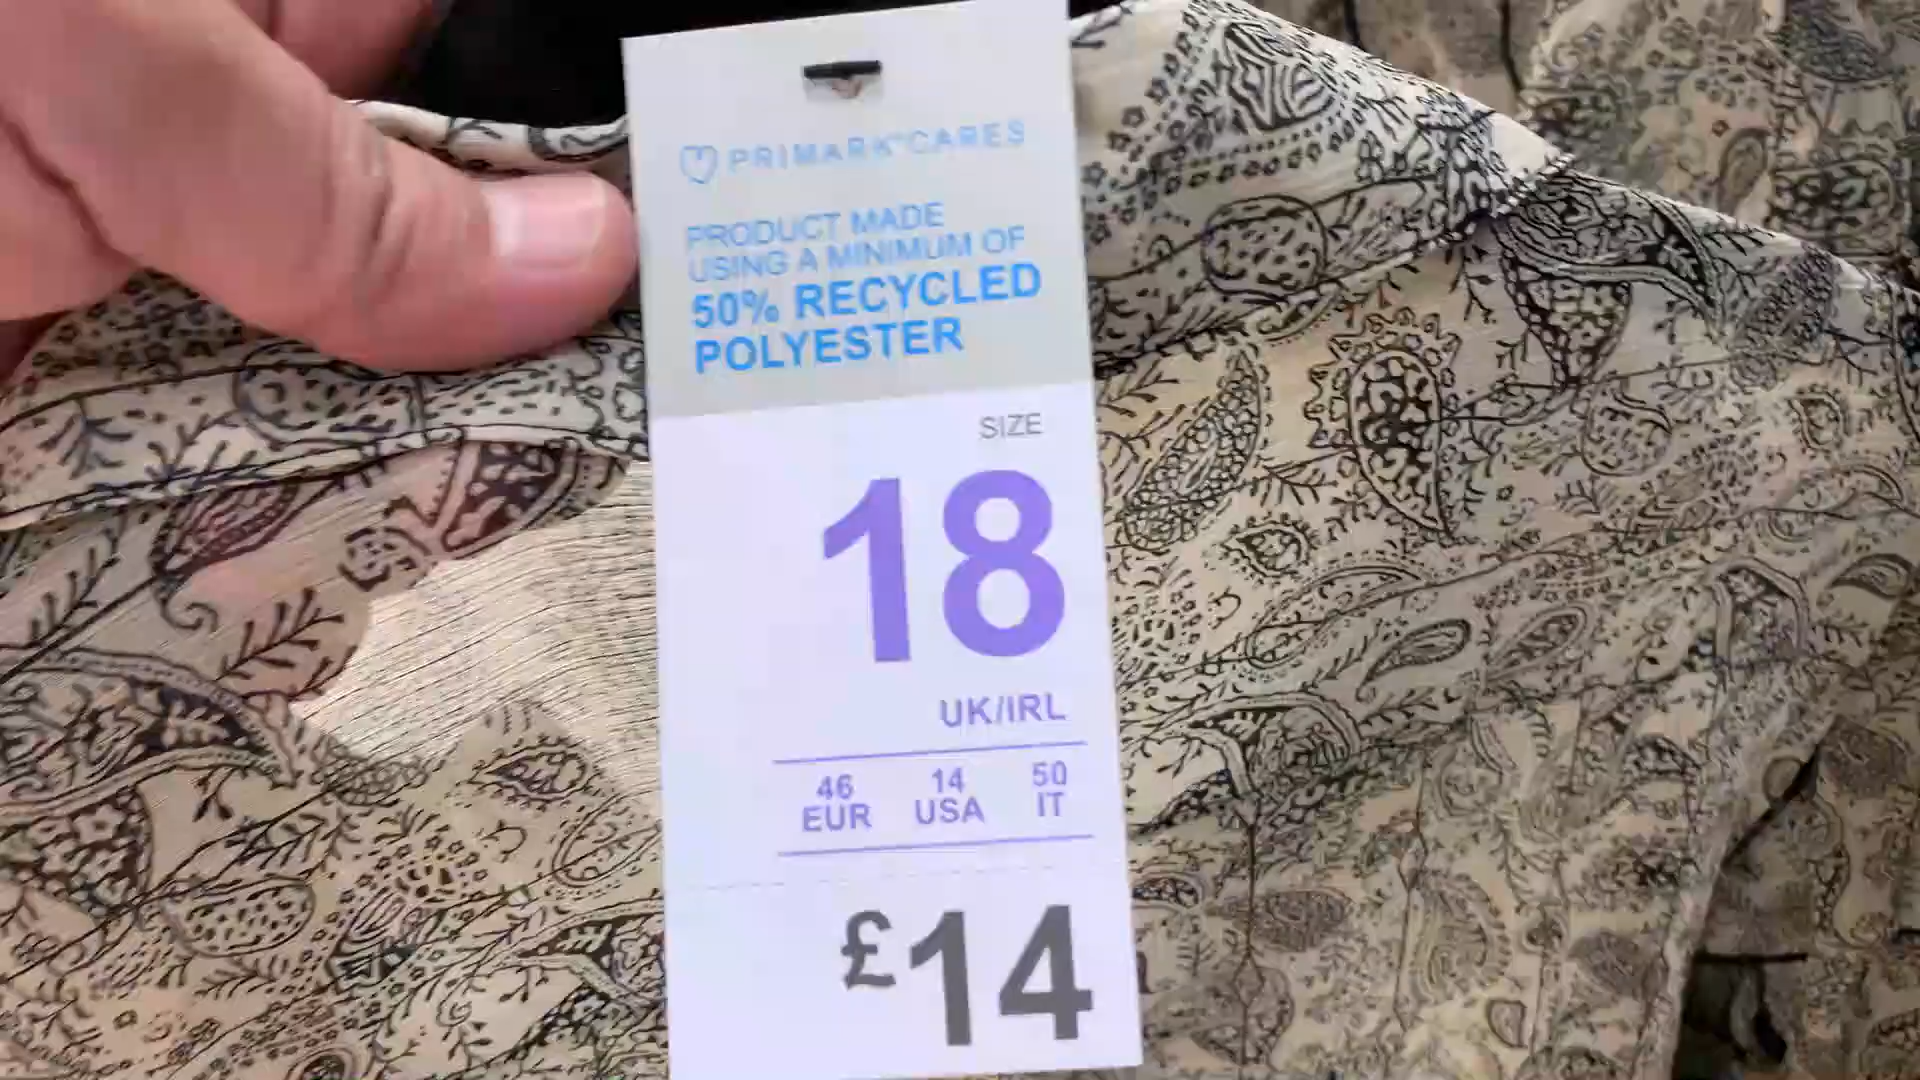 PRIMARK®CARES
PRODUCT MADE
USING A MINIMUM OF
50% RECYCLED
POLYESTER
SIZE
18
UK/IRL
46 14 50
EUR USA IT
£14